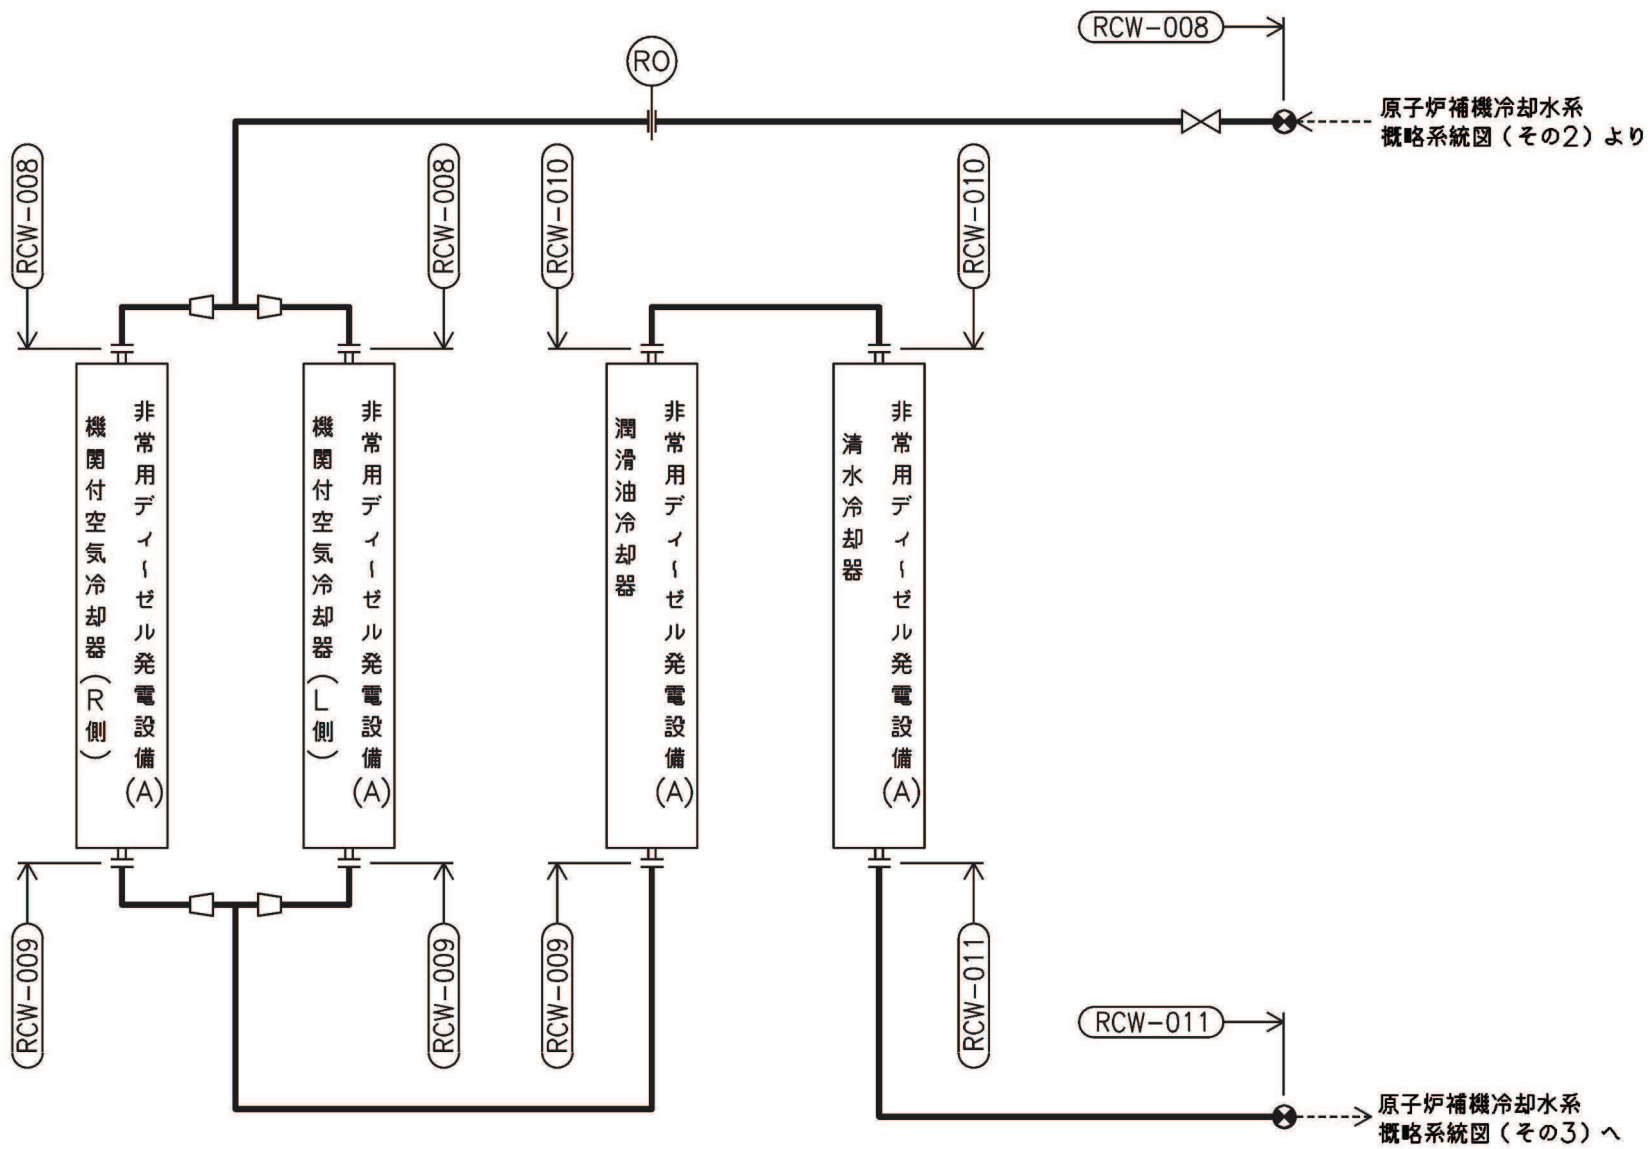 RCW-008
RO
原子炉補機冷却水系
概略系統図（その2）より
RCW-008
RCW-008
RCW-010
RCW-010
非常用ディーゼル発電設備(A)
機関付空気冷却器(R側)
非常用ディーゼル発電設備(A)
機関付空気冷却器(L側)
非常用ディーゼル発電設備(A)
潤滑油冷却器
非常用ディーゼル発電設備(A)
清水冷却器
RCW-009
RCW-009
RCW-009
RCW-011
RCW-011
原子炉補機冷却水系
概略系統図（その3）へ